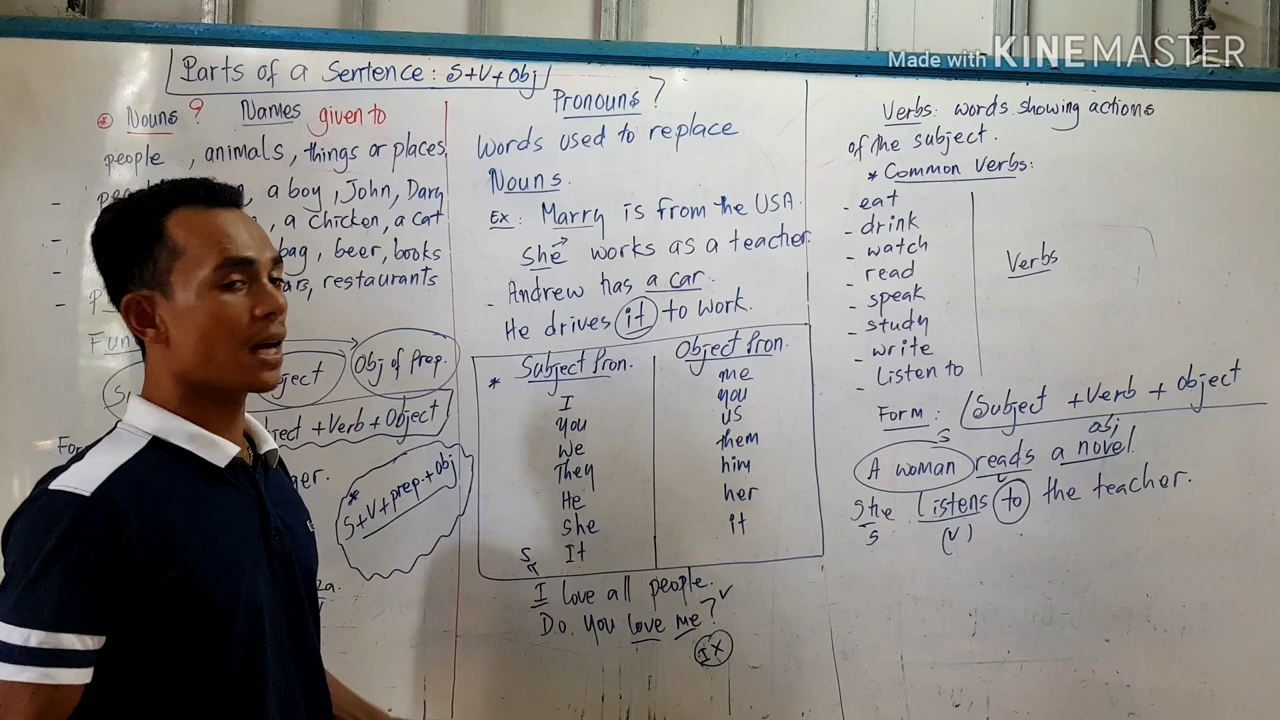 Made with KINEMASTER
Parts of a Sentence: S+V+Obj
Nouns? Names given to
people, animals, things or places
- a boy, John, Dary
- a chicken, a cat
- bag, beer, books
- restaurants
Fun
Obj of Prep.
+Verb+Object
For
S+V+prep.+obj
*
Pronouns?
Words used to replace
Nouns.
Ex: Marry is from the USA.
She works as a teacher.
- Andrew has a car.
He drives it to work.
* Subject Pron.
I
You
We
They
He
She
It
Object Pron.
me
you
us
them
him
her
it
S
I love all people.
Do you love me? ✓
I X
Verbs: words showing actions
of the subject.
* Common Verbs:
- eat
- drink
- watch
- read
- speak
- study
- write
- Listen to
Verbs
Form: Subject + Verb + Object
S
A woman reads a novel.
She listens to the teacher.
S (V)